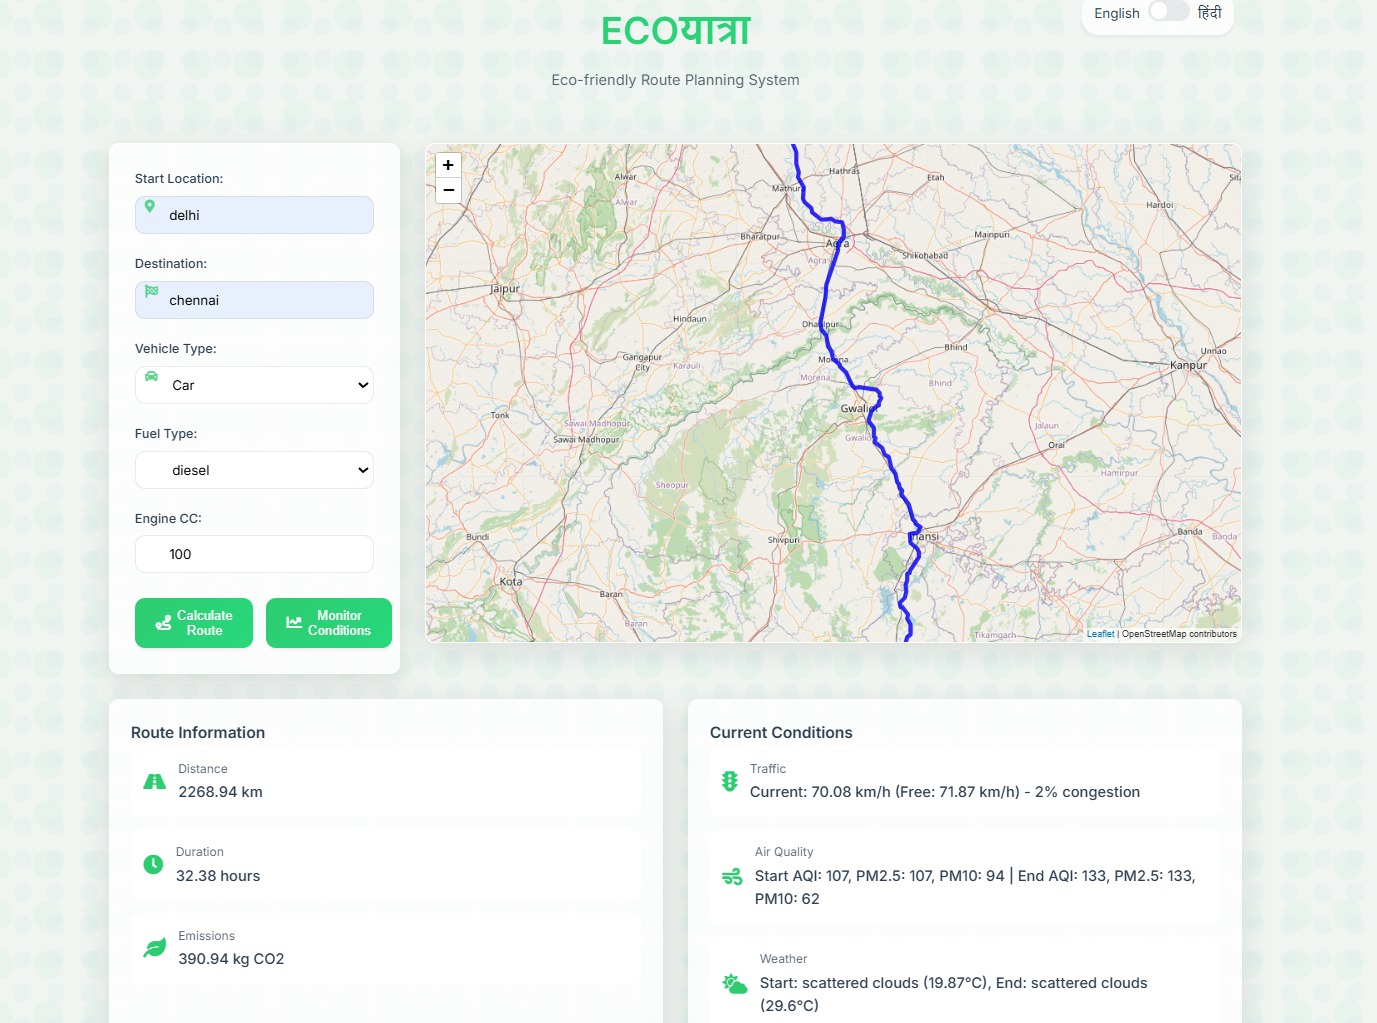 ECOयात्रा
English हिंदी
Eco-friendly Route Planning System
Start Location:
delhi
Destination:
chennai
Vehicle Type:
Car
Fuel Type:
diesel
Engine CC:
100
Calculate
Route
Monitor
Conditions
+
−
Alwar
Hathras
Etah
Mathura
Hardoi
Alwar
Bharatpur
Agra
Mainpuri
Shikohabad
Agra
Jaipur
Hindaun
Dholpur
Bhind
Unnao
Gangapur
City
Karauli
Morena
Kanpur
Morena
Bhind
Tonk
Gwalior
Sawai Madhopur
Jaunpur
Sawai Madhopur
Gwalior
Orai
Hamirpur
Sheopur
Bundi
Shivpuri
Jhansi
Banda
Banda
Kota
Baran
Baran
Tikamgarh
Leaflet | OpenStreetMap contributors
Route Information
Distance
2268.94 km
Duration
32.38 hours
Emissions
390.94 kg CO2
Current Conditions
Traffic
Current: 70.08 km/h (Free: 71.87 km/h) - 2% congestion
Air Quality
Start AQI: 107, PM2.5: 107, PM10: 94 | End AQI: 133, PM2.5: 133,
PM10: 62
Weather
Start: scattered clouds (19.87°C), End: scattered clouds
(29.6°C)